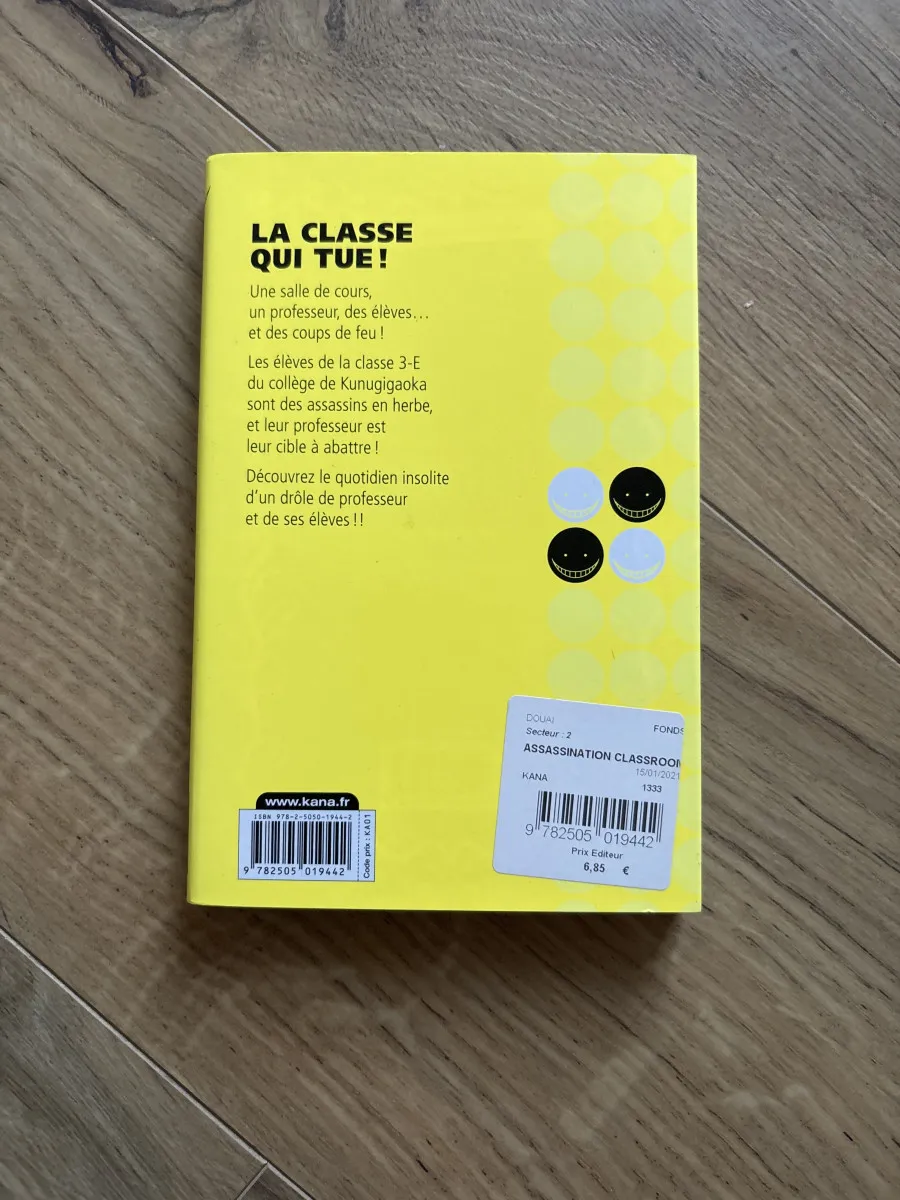 LA CLASSE
QUI TUE !
Une salle de cours,
un professeur, des élèves...
et des coups de feu !
Les élèves de la classe 3-E
du collège de Kunugigaoka
sont des assassins en herbe,
et leur professeur est
leur cible à abattre !
Découvrez le quotidien insolite
d'un drôle de professeur
et de ses élèves !!
www.kana.fr
ISBN 978-2-5050-1944-2
9 782505 019442
Code prix : KA01
DOUAI FONDS
Secteur : 2
ASSASSINATION CLASSROOM
15/01/2021
KANA
1333
9 782505 019442
Prix Editeur
6,85 €